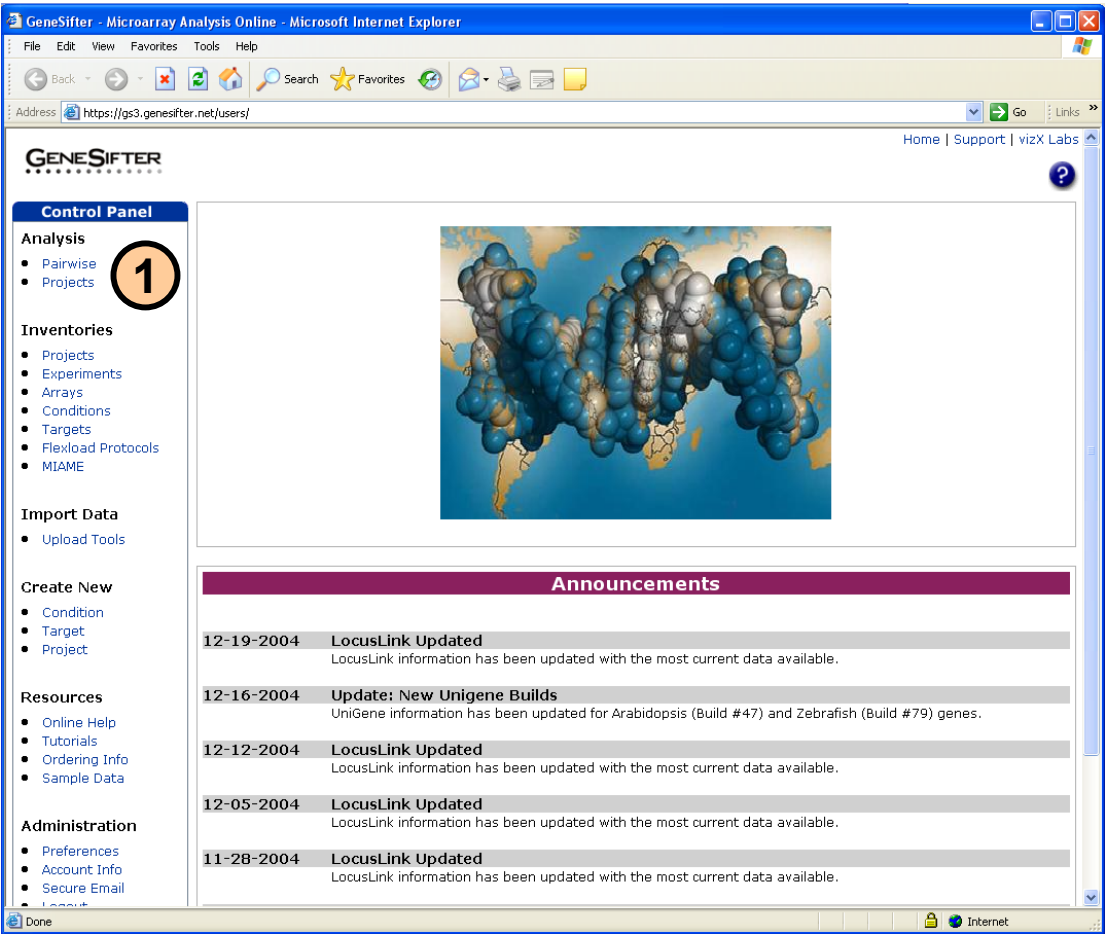 GeneSifter - Microarray Analysis Online - Microsoft Internet Explorer
File Edit View Favorites Tools Help
Back Search Favorites
Address https://gs3.genesifter.net/users/ Go Links »
Home | Support | vizX Labs
GENESIFTER
?
Control Panel
Analysis
Pairwise
Projects
1
Inventories
Projects
Experiments
Arrays
Conditions
Targets
Flexload Protocols
MIAME
Import Data
Upload Tools
Create New
Condition
Target
Project
Resources
Online Help
Tutorials
Ordering Info
Sample Data
Administration
Preferences
Account Info
Secure Email
Logout
Announcements
12-19-2004 LocusLink Updated
LocusLink information has been updated with the most current data available.
12-16-2004 Update: New Unigene Builds
UniGene information has been updated for Arabidopsis (Build #47) and Zebrafish (Build #79) genes.
12-12-2004 LocusLink Updated
LocusLink information has been updated with the most current data available.
12-05-2004 LocusLink Updated
LocusLink information has been updated with the most current data available.
11-28-2004 LocusLink Updated
LocusLink information has been updated with the most current data available.
Done Internet